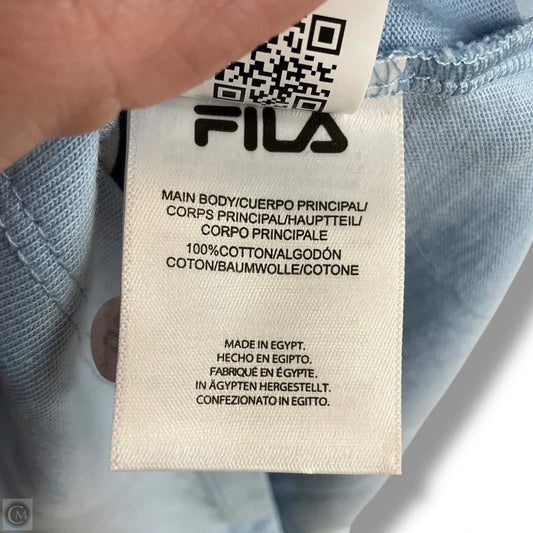 FILA
MAIN BODY/CUERPO PRINCIPAL/
CORPS PRINCIPAL/HAUPTTEIL/
CORPO PRINCIPALE
100%COTTON/ALGODÓN
COTON/BAUMWOLLE/COTONE
MADE IN EGYPT.
HECHO EN EGIPTO.
FABRIQUÉ EN ÉGYPTE.
IN ÄGYPTEN HERGESTELLT.
CONFEZIONATO IN EGITTO.
CM